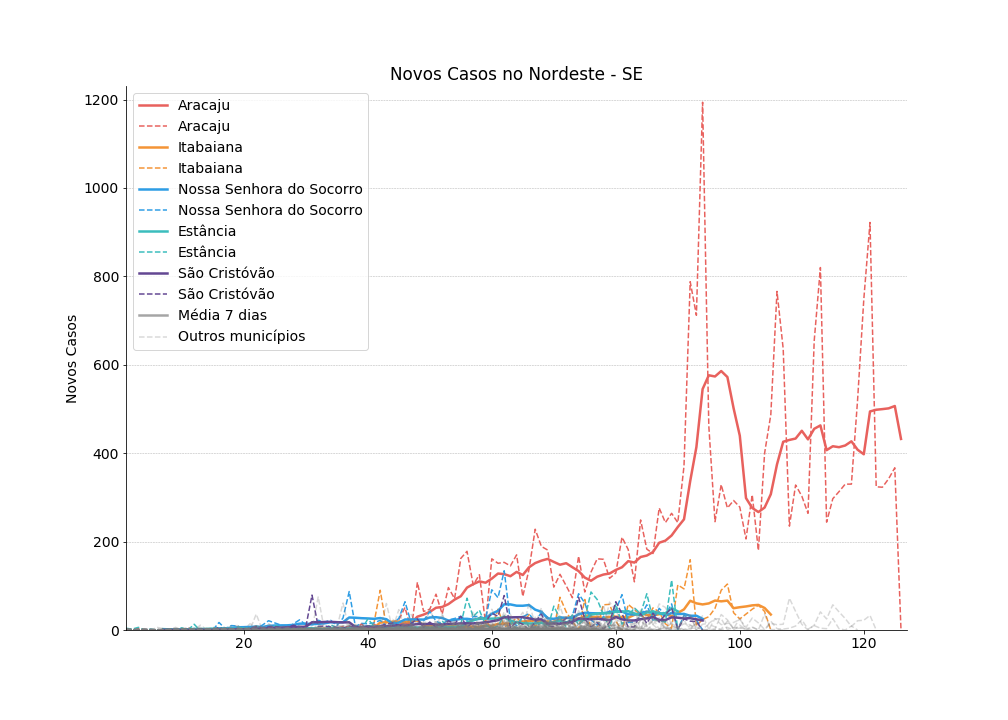 Novos Casos no Nordeste - SE
1200
1000
800
600
400
200
0
Novos Casos
Aracaju
Aracaju
Itabaiana
Itabaiana
Nossa Senhora do Socorro
Nossa Senhora do Socorro
Estância
Estância
São Cristóvão
São Cristóvão
Média 7 dias
Outros municípios
20
40
60
80
100
120
Dias após o primeiro confirmado